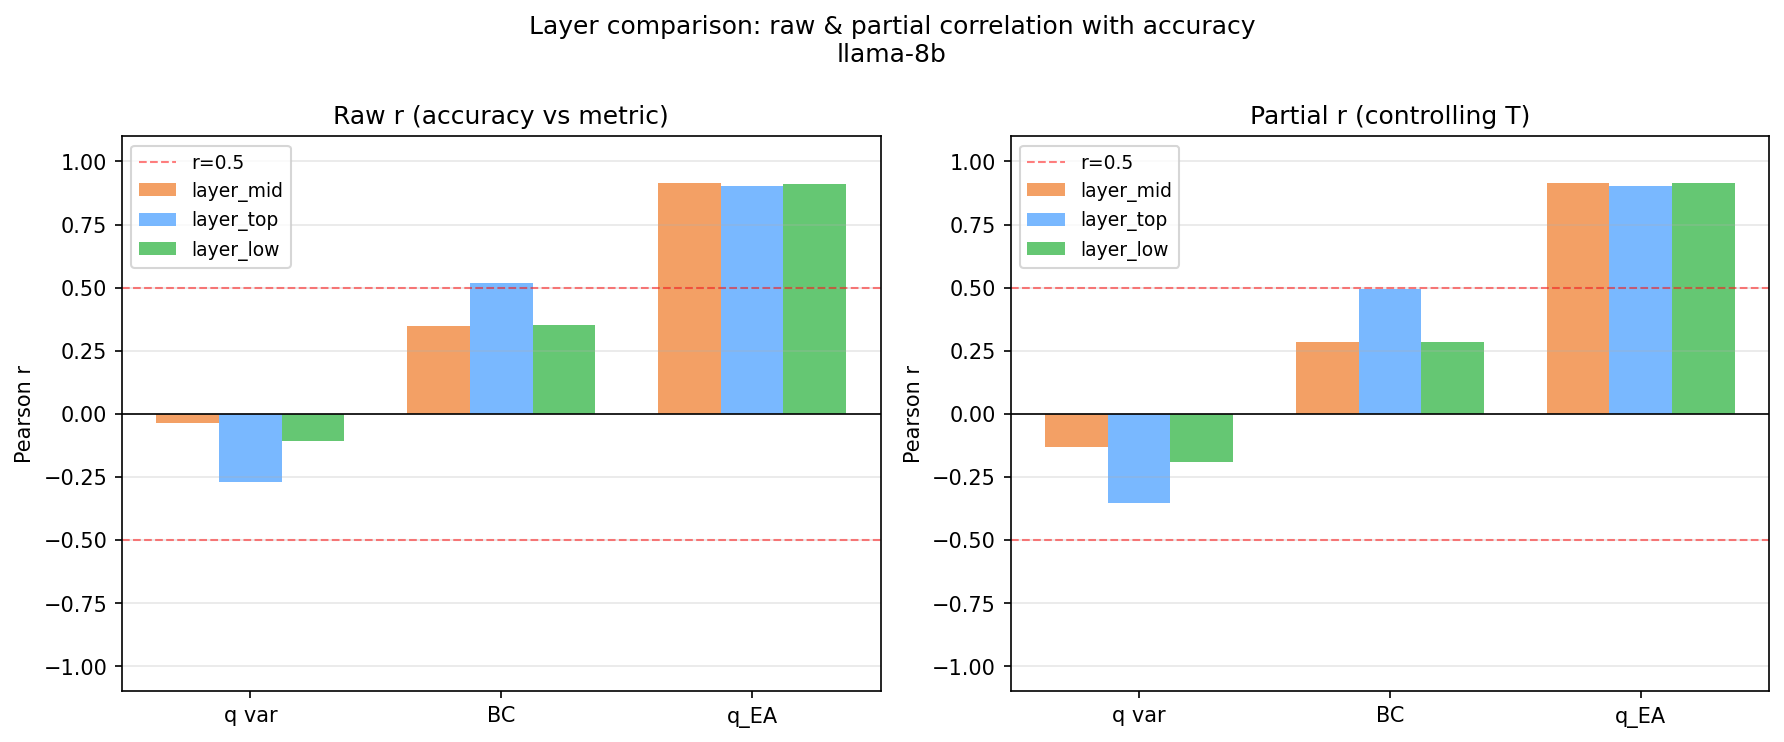 Layer comparison: raw & partial correlation with accuracy
llama-8b
Raw r (accuracy vs metric)
r=0.5
layer_mid
layer_top
layer_low
Pearson r
1.00
0.75
0.50
0.25
0.00
−0.25
−0.50
−0.75
−1.00
q var
BC
q_EA
Partial r (controlling T)
r=0.5
layer_mid
layer_top
layer_low
Pearson r
1.00
0.75
0.50
0.25
0.00
−0.25
−0.50
−0.75
−1.00
q var
BC
q_EA